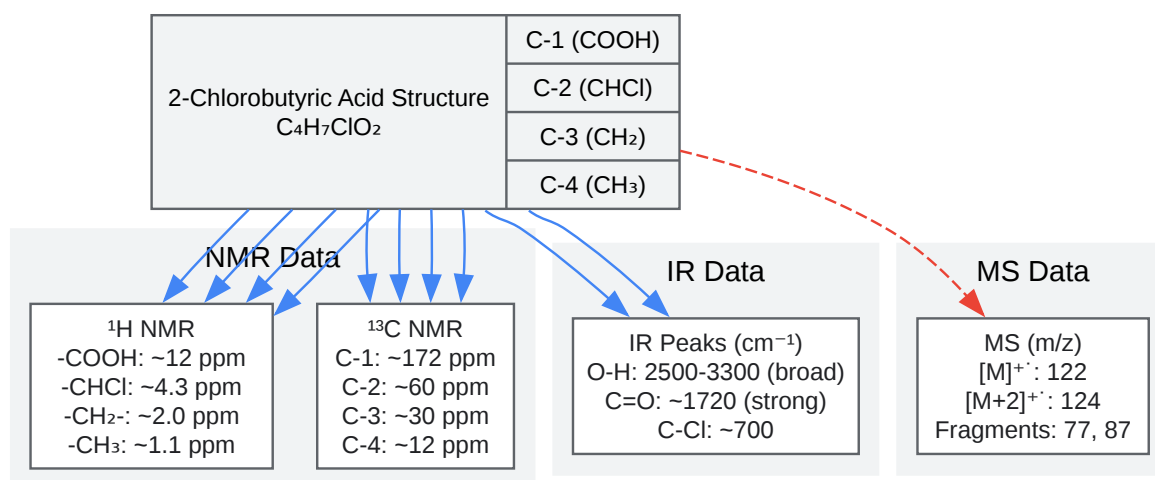 2-Chlorobutyric Acid Structure
C₄H₇ClO₂
C-1 (COOH)
C-2 (CHCl)
C-3 (CH₂)
C-4 (CH₃)
NMR Data
¹H NMR
-COOH: ~12 ppm
-CHCl: ~4.3 ppm
-CH₂-: ~2.0 ppm
-CH₃: ~1.1 ppm
¹³C NMR
C-1: ~172 ppm
C-2: ~60 ppm
C-3: ~30 ppm
C-4: ~12 ppm
IR Data
IR Peaks (cm⁻¹)
O-H: 2500-3300 (broad)
C=O: ~1720 (strong)
C-Cl: ~700
MS Data
MS (m/z)
[M]⁺˙: 122
[M+2]⁺˙: 124
Fragments: 77, 87